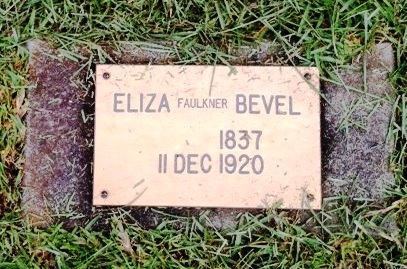 ELIZA FAULKNER BEVEL
1837
11 DEC 1920